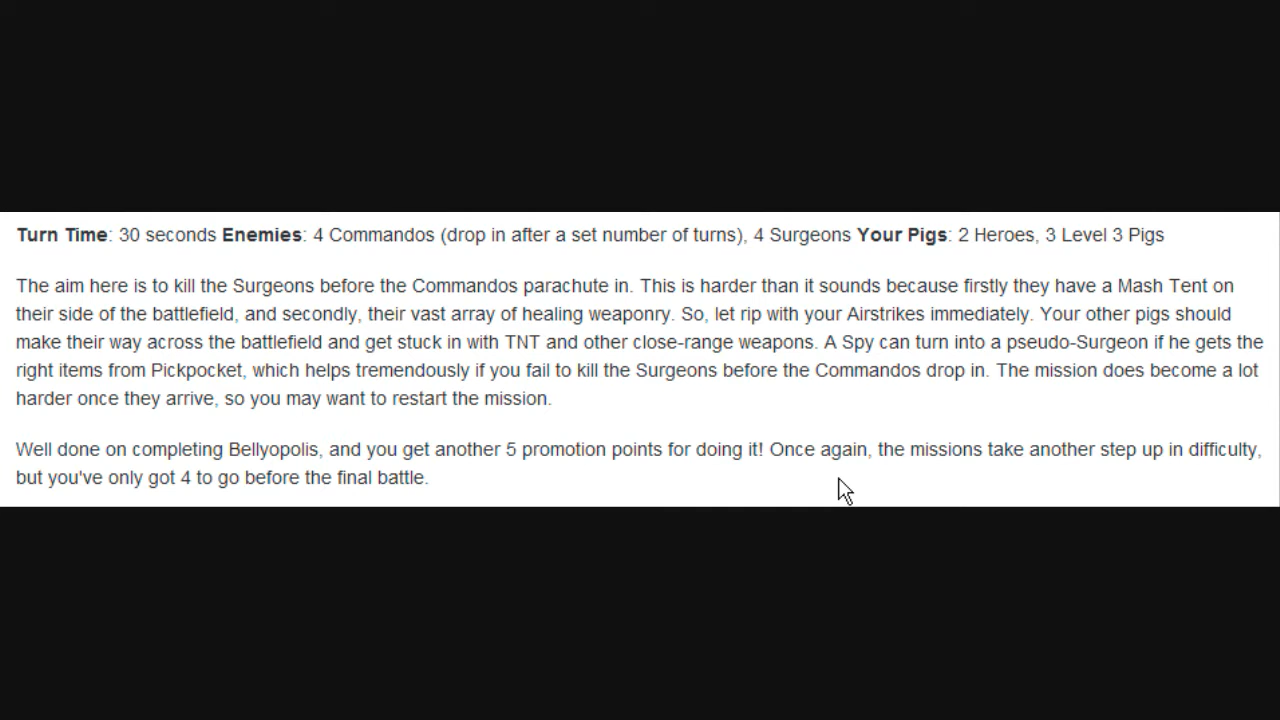 Turn Time: 30 seconds Enemies: 4 Commandos (drop in after a set number of turns), 4 Surgeons Your Pigs: 2 Heroes, 3 Level 3 Pigs
The aim here is to kill the Surgeons before the Commandos parachute in. This is harder than it sounds because firstly they have a Mash Tent on
their side of the battlefield, and secondly, their vast array of healing weaponry. So, let rip with your Airstrikes immediately. Your other pigs should
make their way across the battlefield and get stuck in with TNT and other close-range weapons. A Spy can turn into a pseudo-Surgeon if he gets the
right items from Pickpocket, which helps tremendously if you fail to kill the Surgeons before the Commandos drop in. The mission does become a lot
harder once they arrive, so you may want to restart the mission.
Well done on completing Bellyopolis, and you get another 5 promotion points for doing it! Once again, the missions take another step up in difficulty,
but you've only got 4 to go before the final battle.